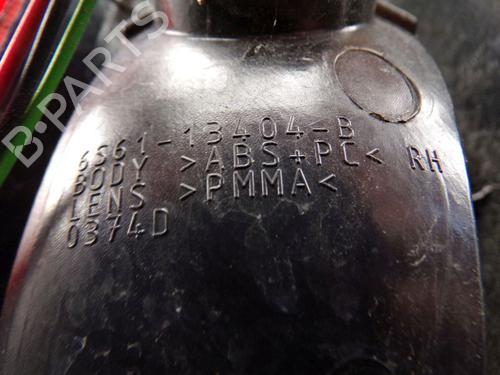 6S61-13404-B
BODY >ABS+PC< RH
LENS >PMMA<
0374D
B-PARTS